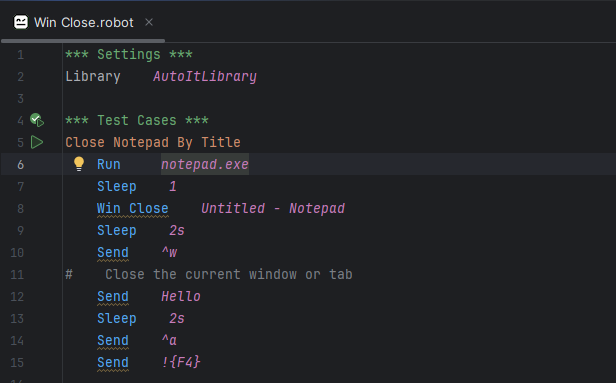 Win Close.robot
1 *** Settings ***
2 Library    AutoItLibrary
3
4 *** Test Cases ***
5 Close Notepad By Title
6     Run     notepad.exe
7     Sleep    1
8     Win Close    Untitled - Notepad
9     Sleep    2s
10     Send    ^w
11 #    Close the current window or tab
12     Send    Hello
13     Sleep    2s
14     Send    ^a
15     Send    !{F4}